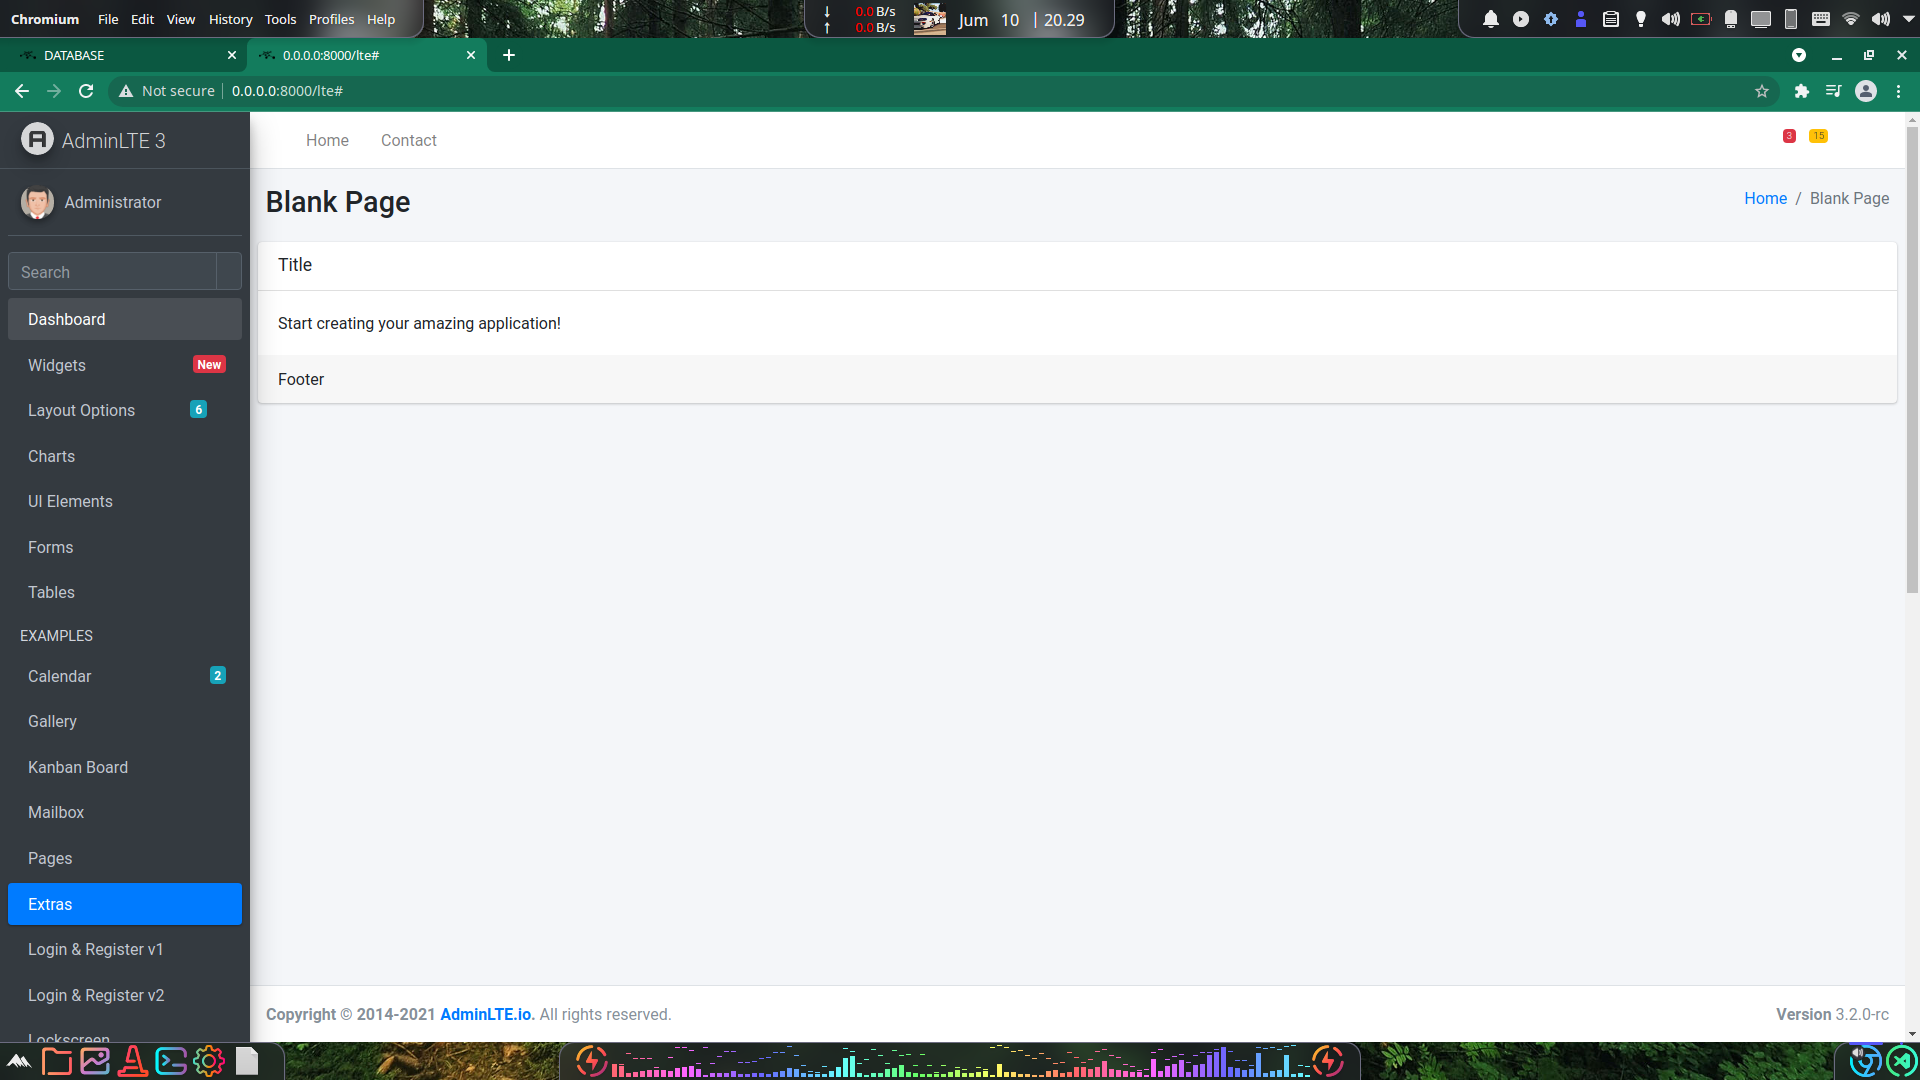 Chromium File Edit View History Tools Profiles Help
0.0 B/s
0.0 B/s
Jum 10 | 20.29
DATABASE
0.0.0.0:8000/lte#
Not secure 0.0.0.0:8000/lte#
AdminLTE 3
Home Contact
3 15
Administrator
Blank Page
Home / Blank Page
Search
Title
Start creating your amazing application!
Footer
Dashboard
Widgets New
Layout Options 6
Charts
UI Elements
Forms
Tables
EXAMPLES
Calendar 2
Gallery
Kanban Board
Mailbox
Pages
Extras
Login & Register v1
Login & Register v2
Lockscreen
Copyright © 2014-2021 AdminLTE.io. All rights reserved.
Version 3.2.0-rc